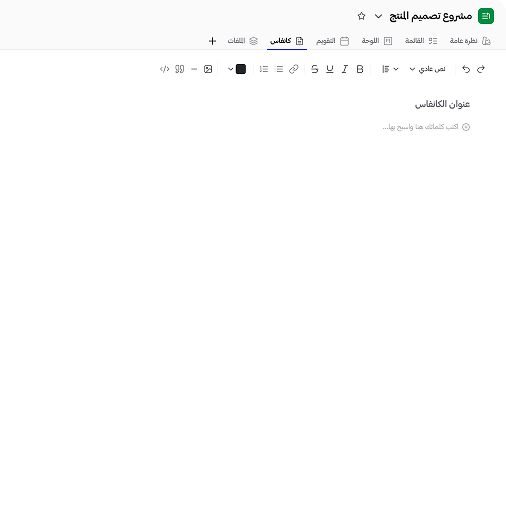 مشروع تصميم المنتج
نظرة عامة القائمة اللوحة التقويم كانفاس الملفات
نص عادي
عنوان الكانفاس
اكتب كلماتك هنا واسبح بها...